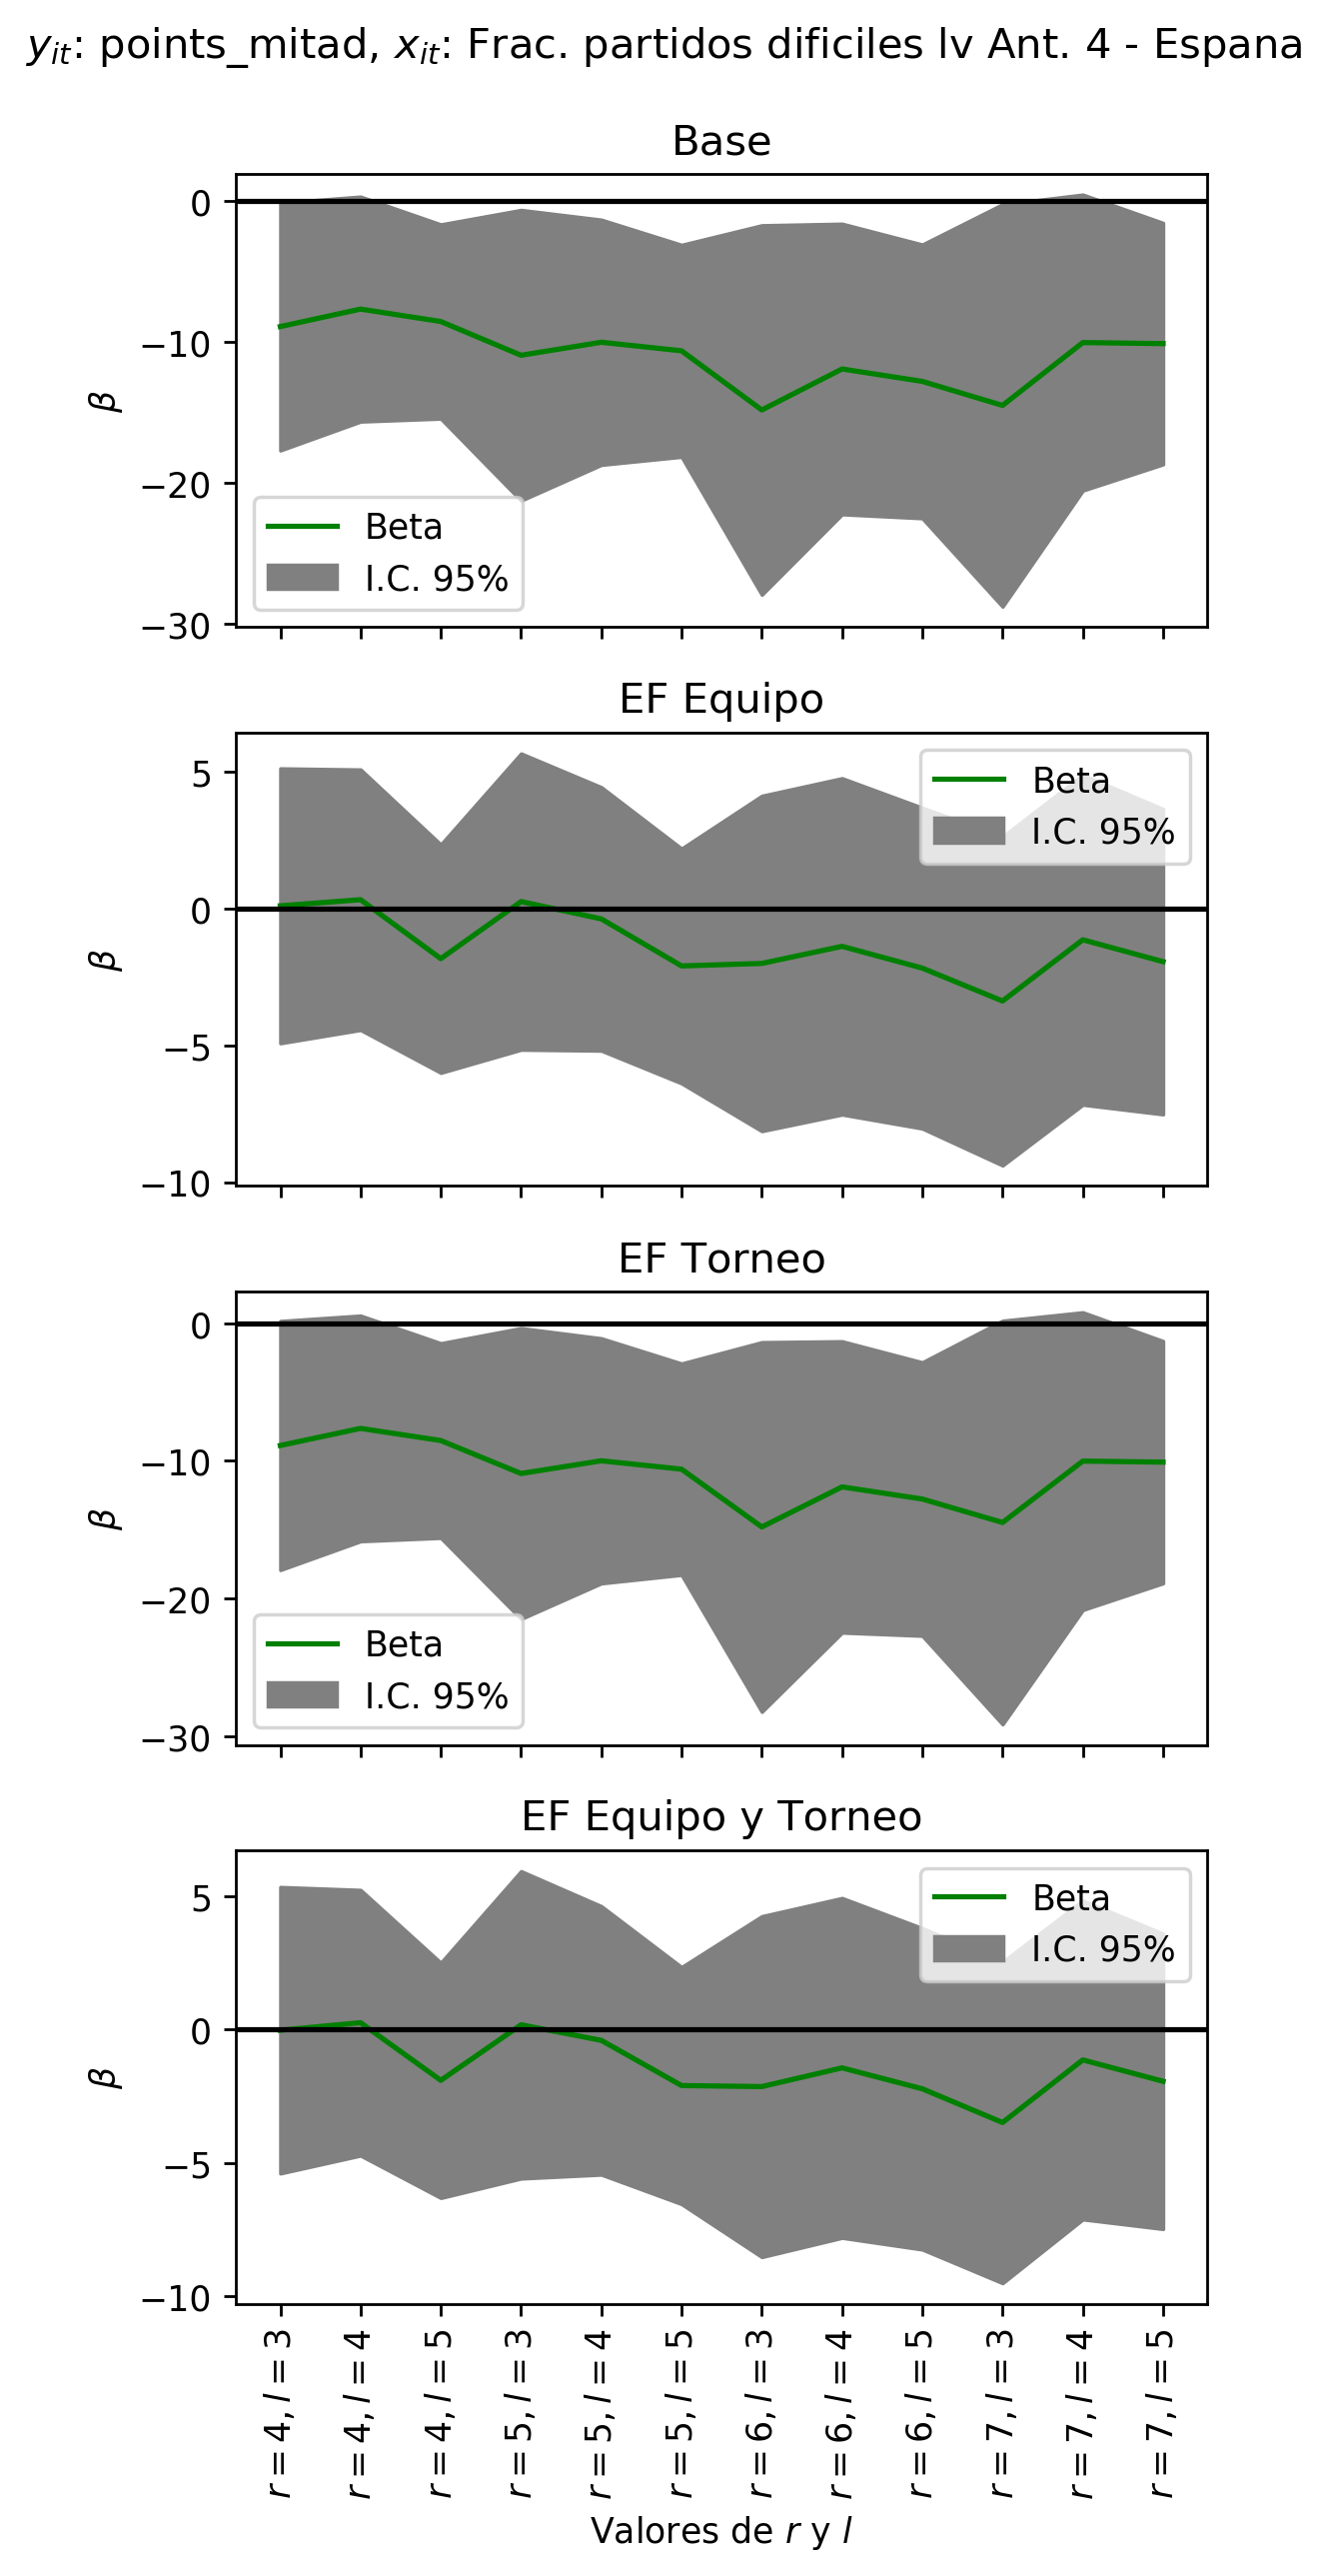 y_it: points_mitad, x_it: Frac. partidos dificiles lv Ant. 4 - Espana
Base
0
−10
−20
−30
β
Beta
I.C. 95%
EF Equipo
5
0
−5
−10
β
Beta
I.C. 95%
EF Torneo
0
−10
−20
−30
β
Beta
I.C. 95%
EF Equipo y Torneo
5
0
−5
−10
β
Beta
I.C. 95%
r = 4, l = 3
r = 4, l = 4
r = 4, l = 5
r = 5, l = 3
r = 5, l = 4
r = 5, l = 5
r = 6, l = 3
r = 6, l = 4
r = 6, l = 5
r = 7, l = 3
r = 7, l = 4
r = 7, l = 5
Valores de r y l